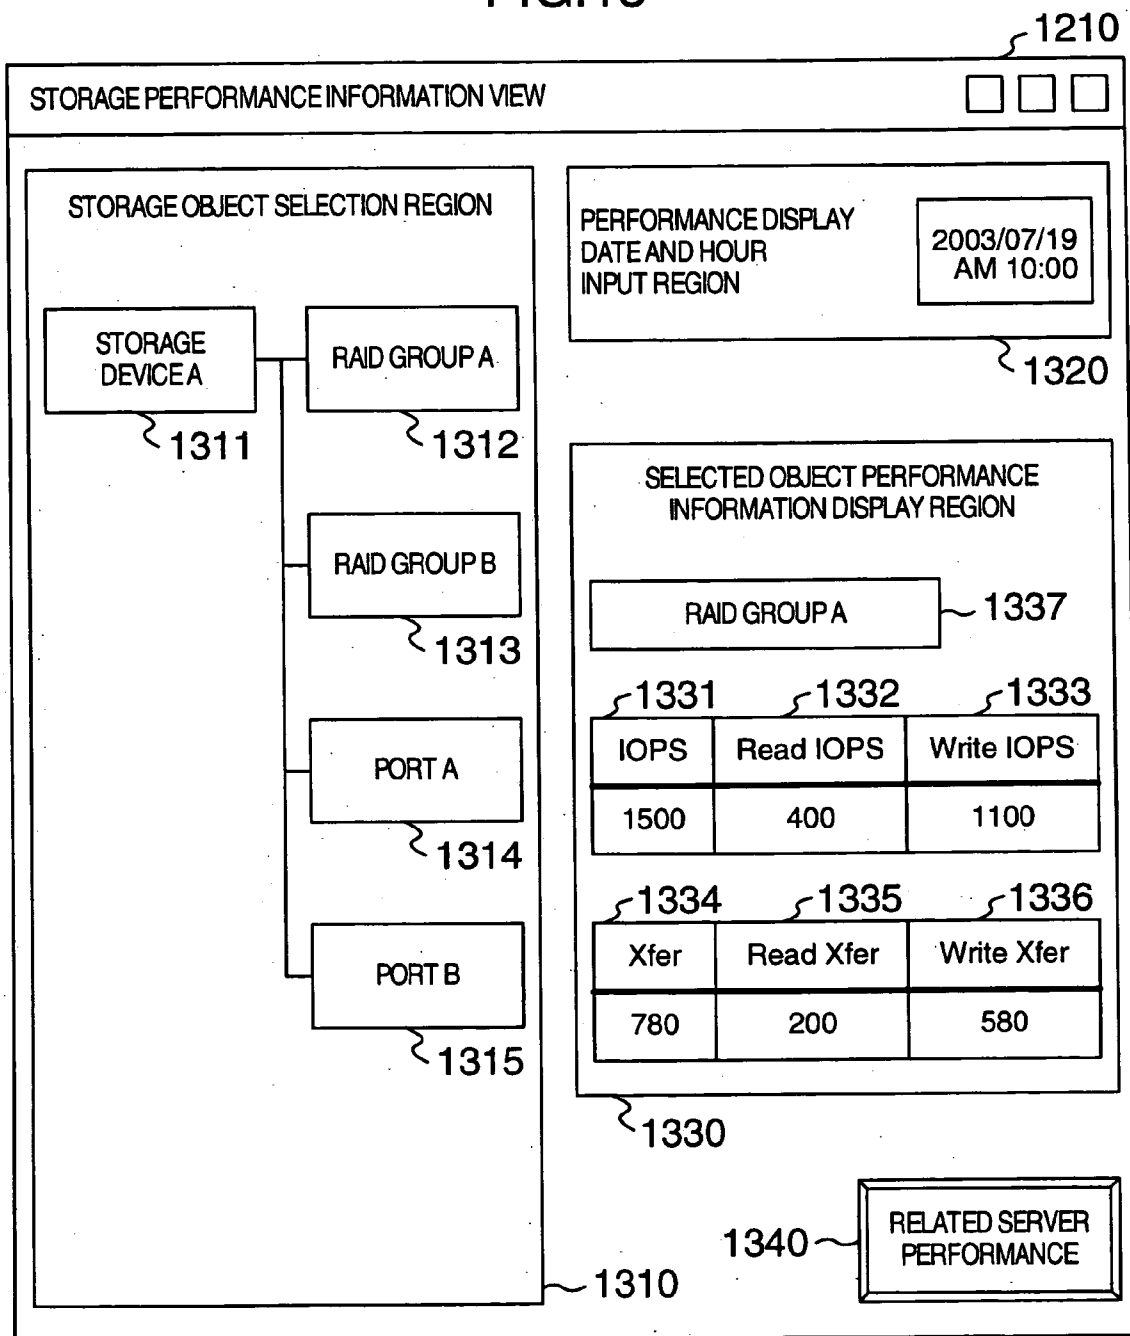 1210
STORAGE PERFORMANCE INFORMATION VIEW
STORAGE OBJECT SELECTION REGION
STORAGE
DEVICE A
1311
RAID GROUP A
1312
RAID GROUP B
1313
PORT A
1314
PORT B
1315
1310
PERFORMANCE DISPLAY
DATE AND HOUR
INPUT REGION
2003/07/19
AM 10:00
1320
SELECTED OBJECT PERFORMANCE
INFORMATION DISPLAY REGION
RAID GROUP A
1337
1331 1332 1333
IOPS Read IOPS Write IOPS
1500 400 1100
1334 1335 1336
Xfer Read Xfer Write Xfer
780 200 580
1330
1340
RELATED SERVER
PERFORMANCE